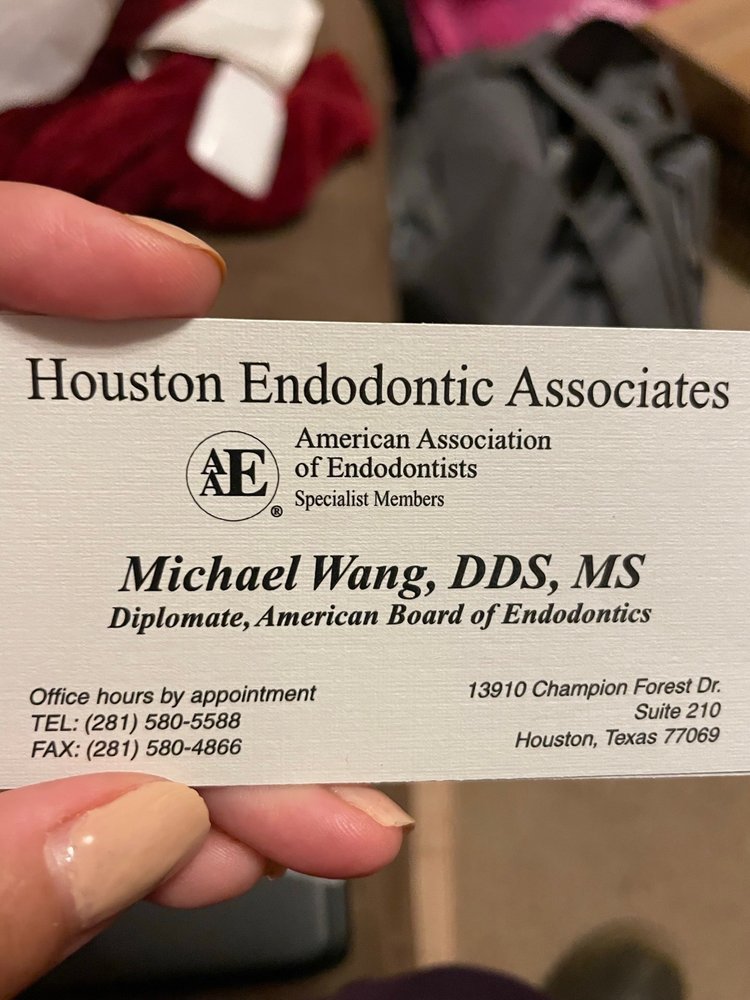 Houston Endodontic Associates
AAE®
American Association
of Endodontists
Specialist Members
Michael Wang, DDS, MS
Diplomate, American Board of Endodontics
Office hours by appointment
TEL: (281) 580-5588
FAX: (281) 580-4866
13910 Champion Forest Dr.
Suite 210
Houston, Texas 77069